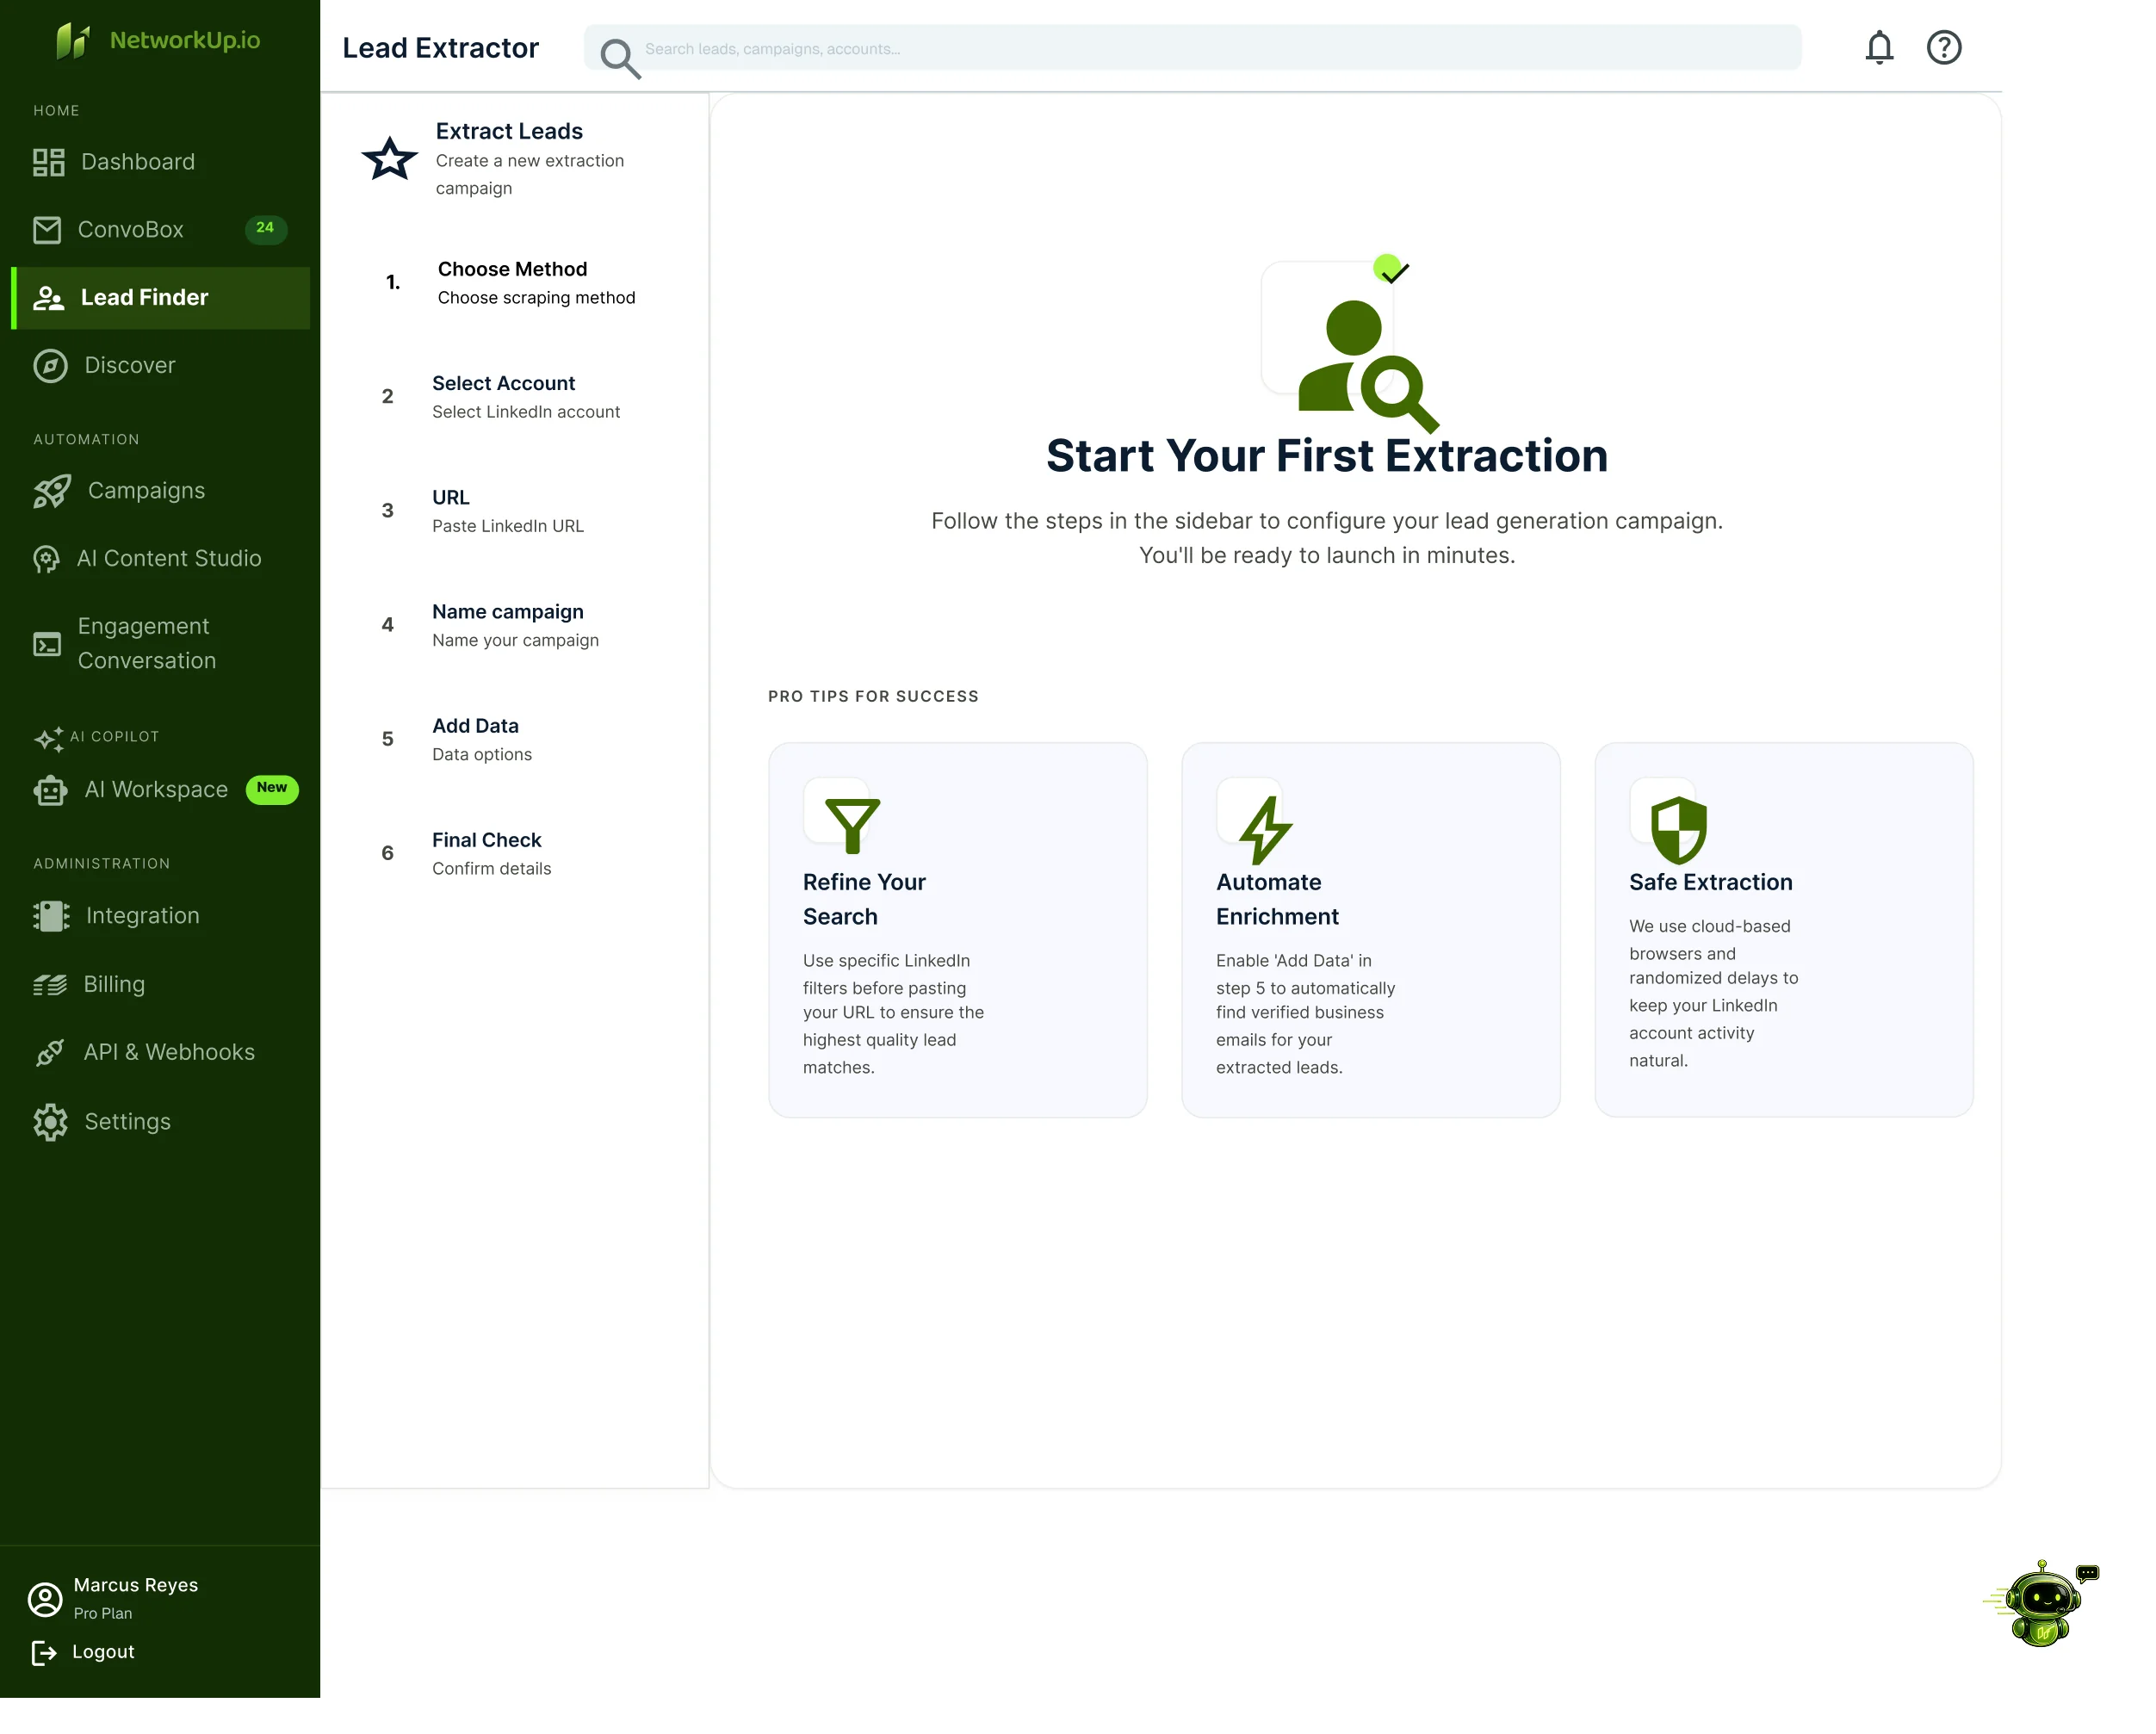 NetworkUp.io
HOME
Dashboard
ConvoBox
24
Lead Finder
Discover
AUTOMATION
Campaigns
AI Content Studio
Engagement
Conversation
AI COPILOT
AI Workspace
New
ADMINISTRATION
Integration
Billing
API & Webhooks
Settings
Marcus Reyes
Pro Plan
Logout
Lead Extractor
Search leads, campaigns, accounts...
Extract Leads
Create a new extraction
campaign
1.
Choose Method
Choose scraping method
2
Select Account
Select LinkedIn account
3
URL
Paste LinkedIn URL
4
Name campaign
Name your campaign
5
Add Data
Data options
6
Final Check
Confirm details
Start Your First Extraction
Follow the steps in the sidebar to configure your lead generation campaign.
You'll be ready to launch in minutes.
PRO TIPS FOR SUCCESS
Refine Your
Search
Use specific LinkedIn
filters before pasting
your URL to ensure the
highest quality lead
matches.
Automate
Enrichment
Enable 'Add Data' in
step 5 to automatically
find verified business
emails for your
extracted leads.
Safe Extraction
We use cloud-based
browsers and
randomized delays to
keep your LinkedIn
account activity
natural.